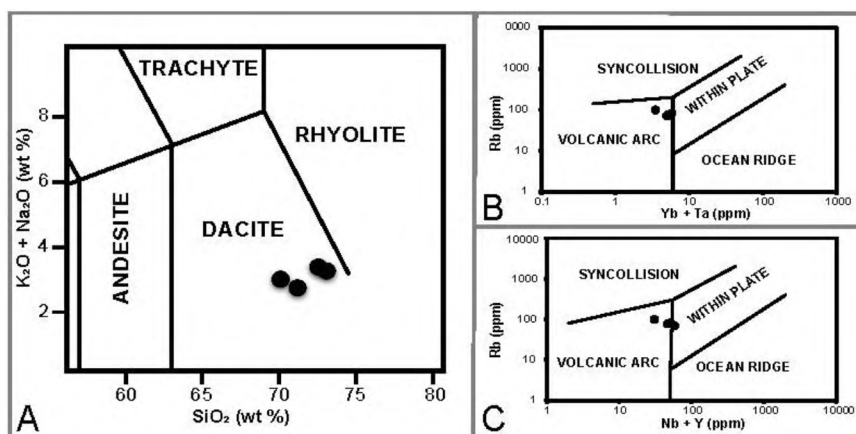 TRACHYTE
RHYOLITE
DACITE
ANDESITE
K₂O + Na₂O (wt %)
8
6
4
2
60
65
70
75
80
SiO₂ (wt %)
A
0000
1000
100
10
1
Rb (ppm)
SYNCOLLISION
WITHIN PLATE
VOLCANIC ARC
OCEAN RIDGE
0.1
1
10
100
1000
Yb + Ta (ppm)
B
10000
1000
100
10
1
Rb (ppm)
SYNCOLLISION
WITHIN PLATE
VOLCANIC ARC
OCEAN RIDGE
1
10
100
1000
10000
Nb + Y (ppm)
C